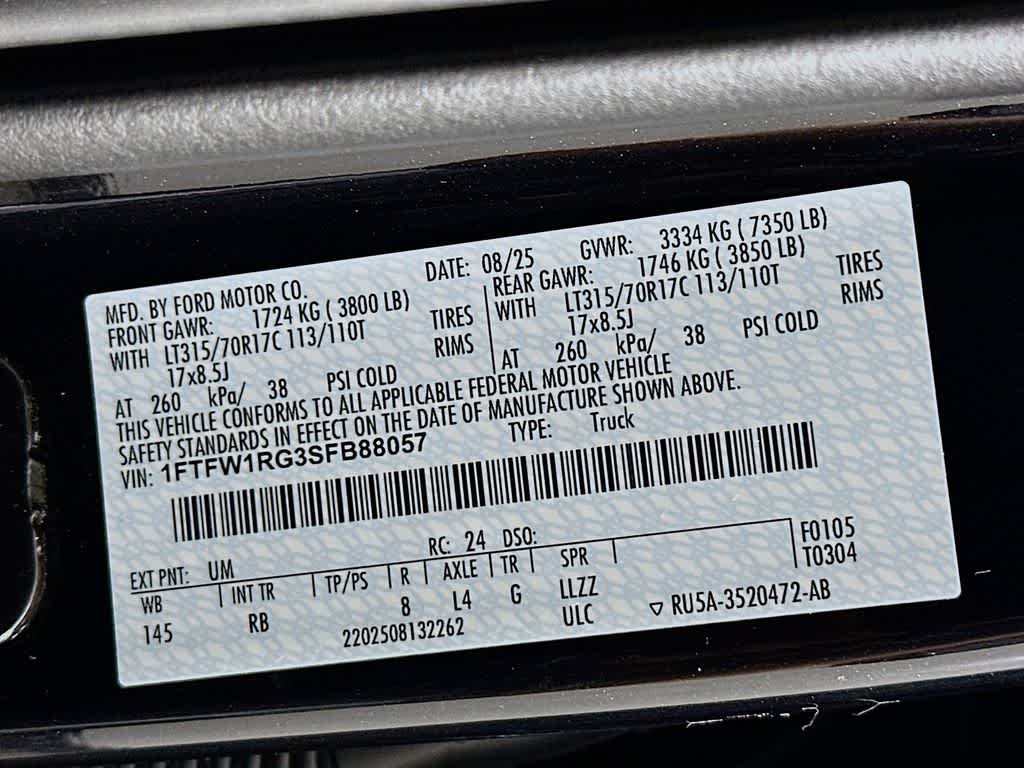 MFD. BY FORD MOTOR CO.
DATE: 08/25 GVWR: 3334 KG ( 7350 LB)
FRONT GAWR: 1724 KG ( 3800 LB)
WITH LT315/70R17C 113/110T TIRES
17x8.5J RIMS
AT 260 kPa/ 38 PSI COLD
REAR GAWR: 1746 KG ( 3850 LB)
WITH LT315/70R17C 113/110T TIRES
17x8.5J RIMS
AT 260 kPa/ 38 PSI COLD
THIS VEHICLE CONFORMS TO ALL APPLICABLE FEDERAL MOTOR VEHICLE
SAFETY STANDARDS IN EFFECT ON THE DATE OF MANUFACTURE SHOWN ABOVE.
VIN: 1FTFW1RG3SFB88057 TYPE: Truck
EXT PNT: UM RC: 24 DSO: F0105
WB INT TR TP/PS R AXLE TR SPR T0304
145 RB 8 L4 G LLZZ
2202508132262 ULC ▽ RU5A-3520472-AB